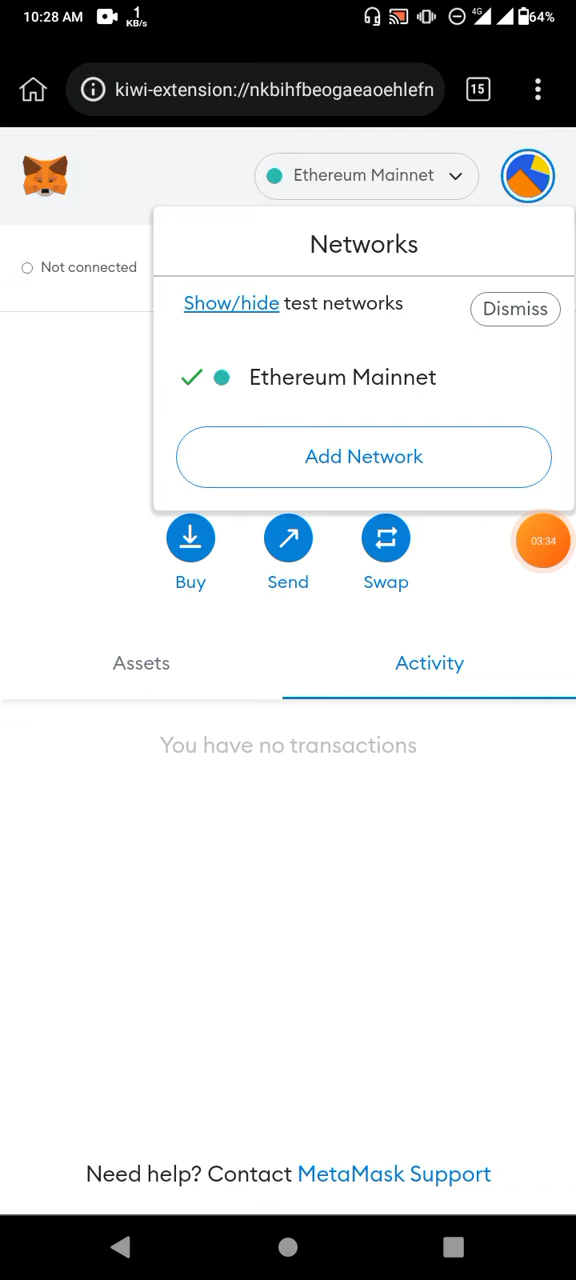 10:28 AM 1 KB/s 4G 64%
kiwi-extension://nkbihfbeogaeaoehlefn 15
Ethereum Mainnet
Not connected
Networks
Show/hide test networks Dismiss
Ethereum Mainnet
Add Network
03:34
Buy Send Swap
Assets Activity
You have no transactions
Need help? Contact MetaMask Support